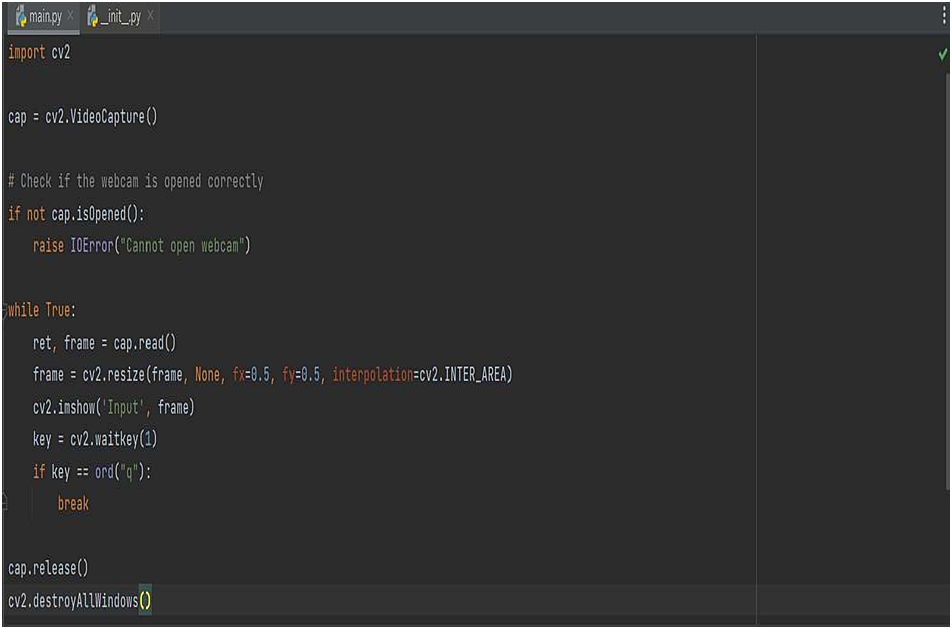 main.py __init__.py
import cv2
cap = cv2.VideoCapture()
# Check if the webcam is opened correctly
if not cap.isOpened():
    raise IOError("Cannot open webcam")
while True:
    ret, frame = cap.read()
    frame = cv2.resize(frame, None, fx=0.5, fy=0.5, interpolation=cv2.INTER_AREA)
    cv2.imshow('Input', frame)
    key = cv2.waitkey(1)
    if key == ord("q"):
        break
cap.release()
cv2.destroyAllWindows()